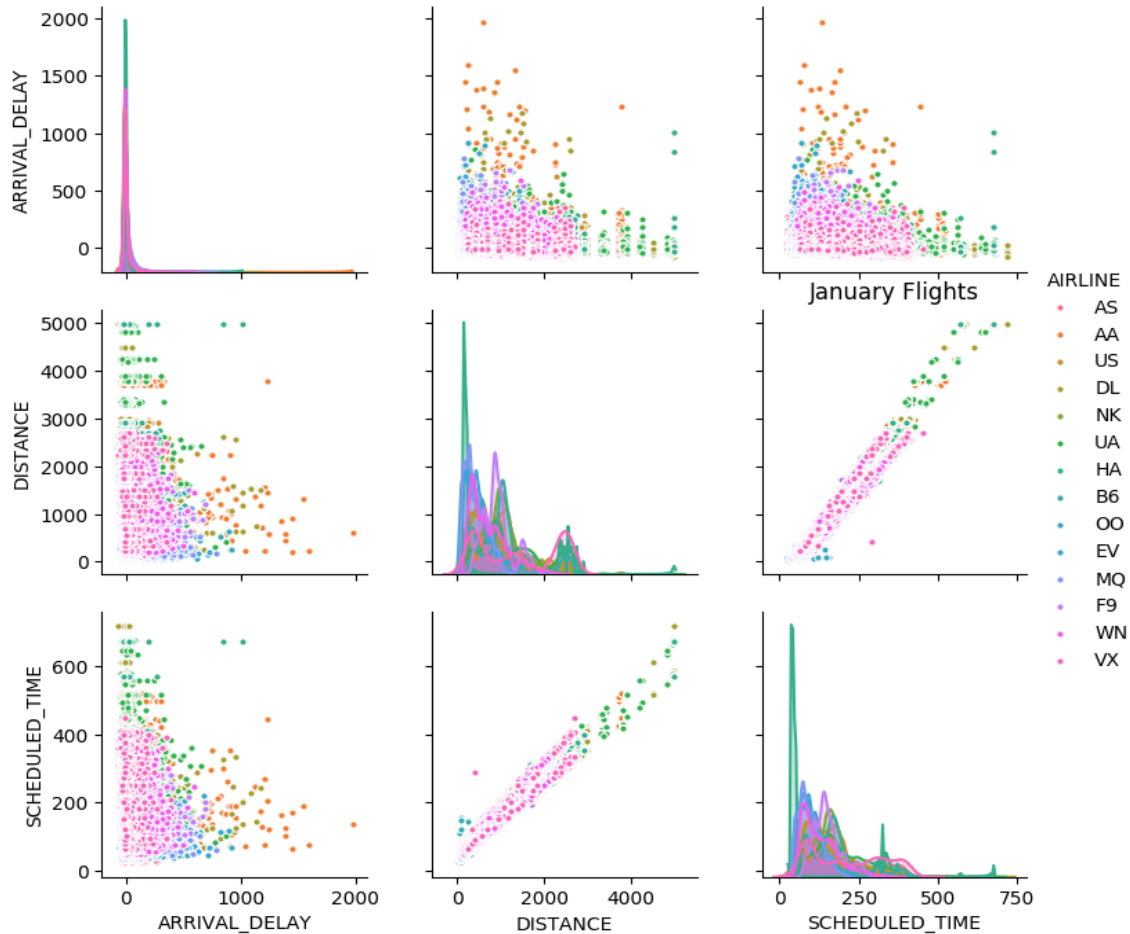 2000
1500
1000
500
0
ARRIVAL_DELAY
January Flights
5000
4000
3000
2000
1000
0
DISTANCE
600
400
200
0
SCHEDULED_TIME
0 1000 2000
ARRIVAL_DELAY
0 2000 4000
DISTANCE
0 250 500 750
SCHEDULED_TIME
AIRLINE
AS
AA
US
DL
NK
UA
HA
B6
OO
EV
MQ
F9
WN
VX